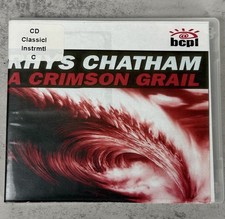 CD
Classicl
Instrmtl
C
@
bcpl
RHYS CHATHAM
A CRIMSON GRAIL